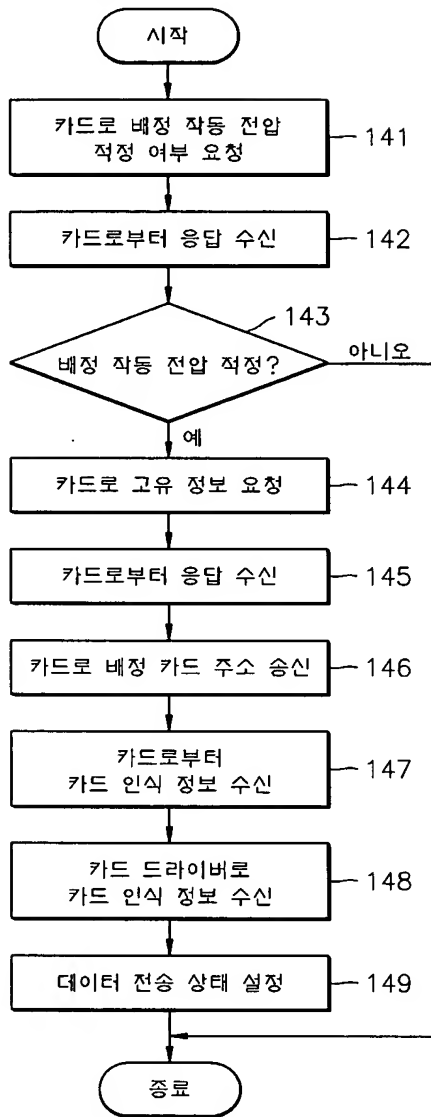 시작
카드로 배정 작동 전압
적정 여부 요청
141
카드로부터 응답 수신
142
143
배정 작동 전압 적정?
아니오
예
카드로 고유 정보 요청
144
카드로부터 응답 수신
145
카드로 배정 카드 주소 송신
146
카드로부터
카드 인식 정보 수신
147
카드 드라이버로
카드 인식 정보 수신
148
데이터 전송 상태 설정
149
종료